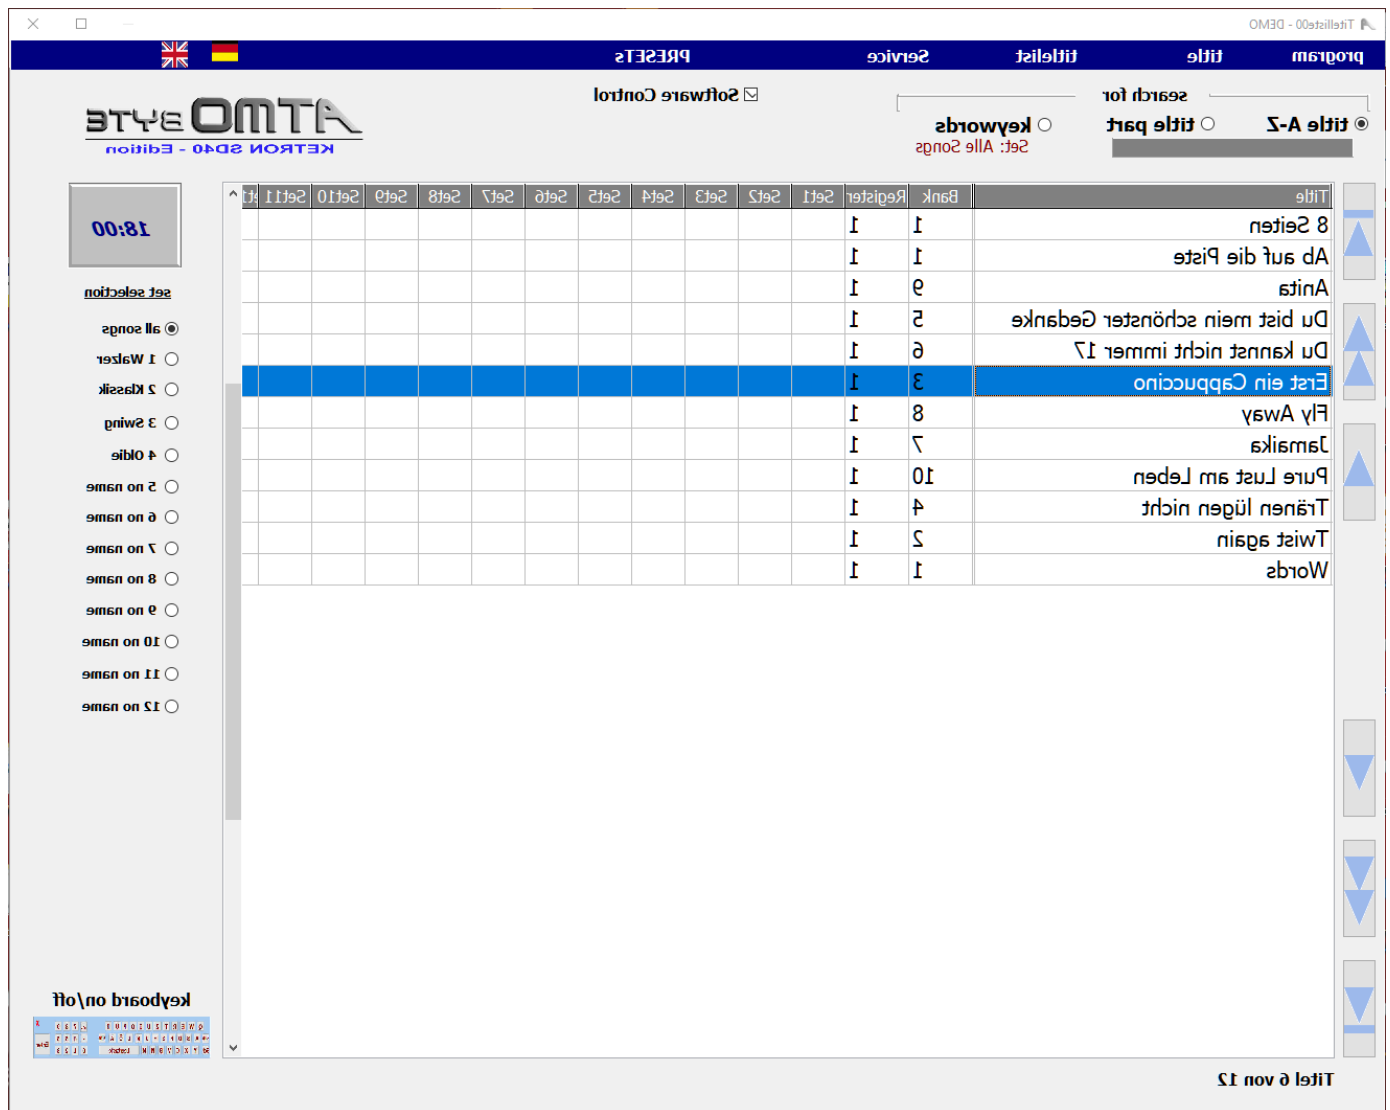 Titelliste00 - DEMO
program title titlelist Service PRESETs
search for
title A-Z title part keywords
Set: Alle Songs
Software Control
ATMO BYTE
KETRON SD40 - Edition
Title Bank Register Set1 Set2 Set3 Set4 Set5 Set6 Set7 Set8 Set9 Set10 Set11
8 Seiten 1 1
Ab auf die Piste 1 1
Anita 9 1
Du bist mein schönster Gedanke 5 1
Du kannst nicht immer 17 6 1
Erst ein Cappuccino 3 1
Fly Away 8 1
Jamaika 7 1
Pure Lust am Leben 10 1
Tränen lügen nicht 4 1
Twist again 2 1
Words 1 1
18:00
set selection
all songs
1 Walzer
2 Klassik
3 Swing
4 Oldie
5 no name
6 no name
7 no name
8 no name
9 no name
10 no name
11 no name
12 no name
keyboard on/off
Titel 6 von 12